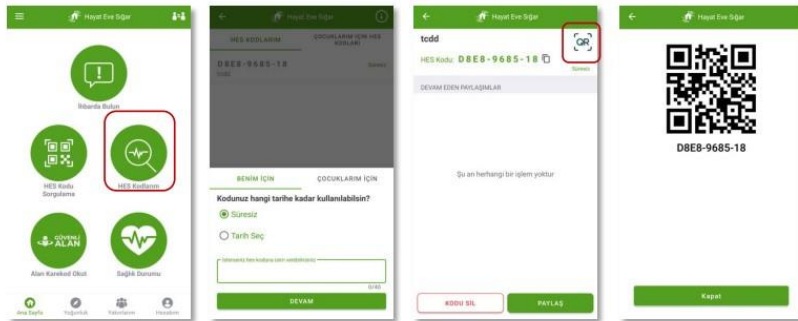 Hayat Eve Sığar
İhbarda Bulun
HES Kodu
Sorgulama
HES Kodlarım
GÜVENLİ
ALAN
Alan Karekod Okut
Sağlık Durumu
Ana Sayfa
Yoğunluk
Yakınlarım
Hesabım
Hayat Eve Sığar
HES KODLARIM
ÇOCUKLARIM İÇİN HES
KODLARI
D8E8-9685-18
Süresiz
tcdd
BENİM İÇİN
ÇOCUKLARIM İÇİN
Kodunuz hangi tarihe kadar kullanılabilsin?
Süresiz
Tarih Seç
0/40
DEVAM
Hayat Eve Sığar
tcdd
QR
HES Kodu: D8E8-9685-18
Süresiz
DEVAM EDEN PAYLAŞIMLAR
Şu an herhangi bir işlem yoktur
KODU SİL
PAYLAŞ
Hayat Eve Sığar
D8E8-9685-18
Kapat